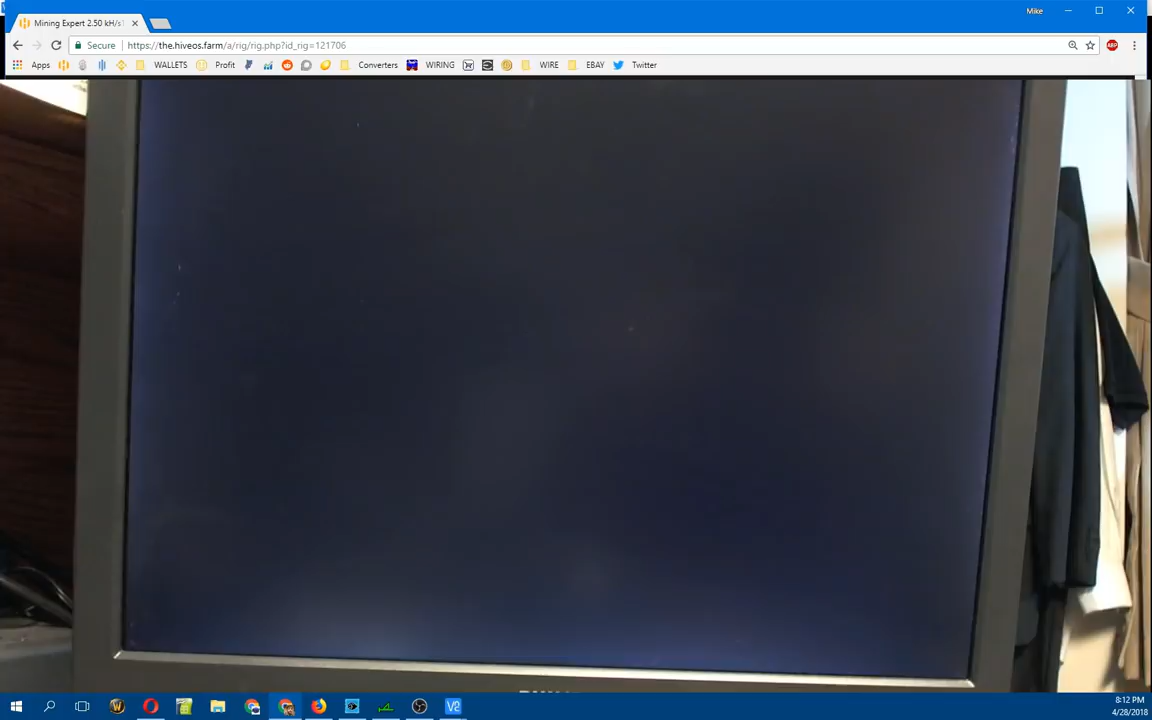 Mike
Mining Expert 2.50 kH/s
Secure https://the.hiveos.farm/a/rig/rig.php?id_rig=121706
ABP
Apps WALLETS Profit Converters WIRING WIRE EBAY Twitter
8:12 PM
4/28/2018